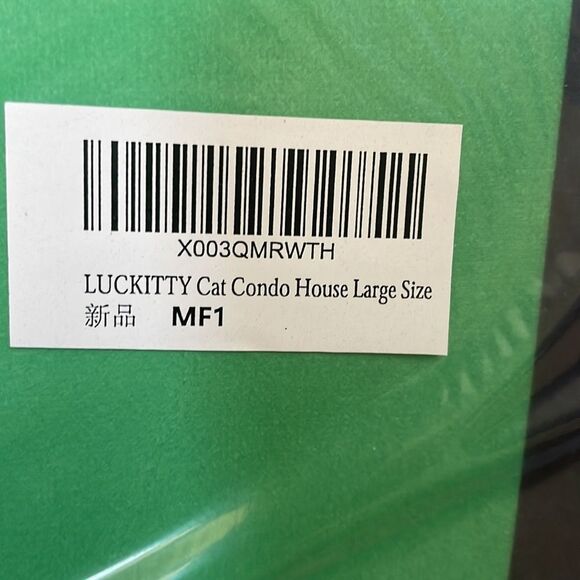 X003QMRWTH
LUCKITTY Cat Condo House Large Size
新品 MF1